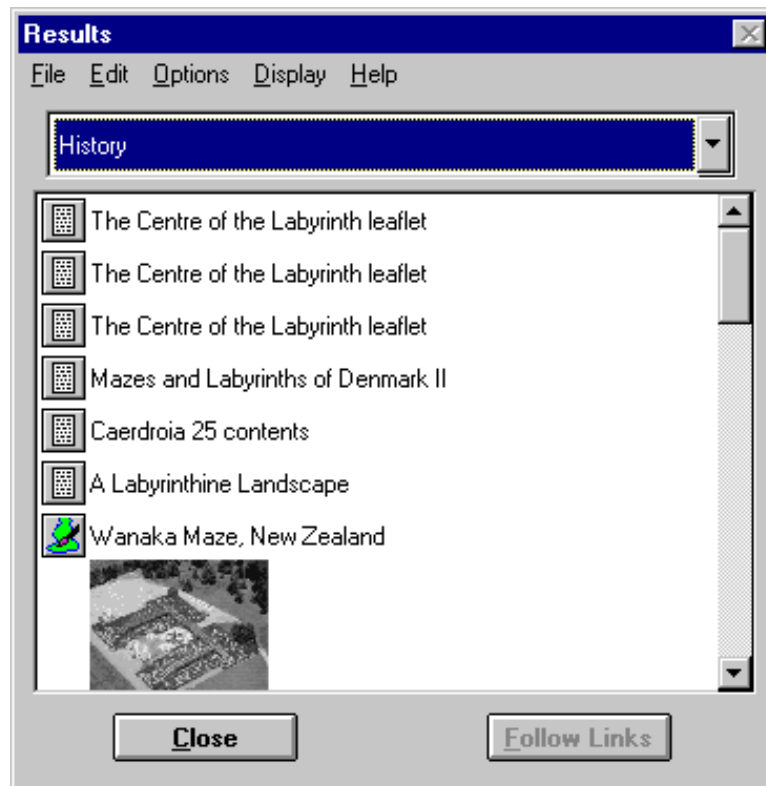 Results
File Edit Options Display Help
History
The Centre of the Labyrinth leaflet
The Centre of the Labyrinth leaflet
The Centre of the Labyrinth leaflet
Mazes and Labyrinths of Denmark II
Caerdroia 25 contents
A Labyrinthine Landscape
Wanaka Maze, New Zealand
Close Follow Links